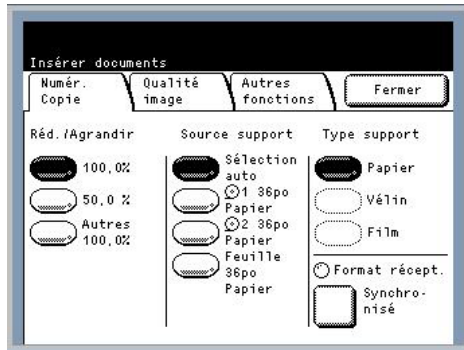 Insérer documents
Numér. Copie
Qualité image
Autres fonctions
Fermer
Réd./Agrandir
100,0%
50,0 %
Autres 100,0%
Source support
Sélection auto
1 36po Papier
2 36po Papier
Feuille 36po Papier
Type support
Papier
Vélin
Film
Format récept.
Synchro-
nisé